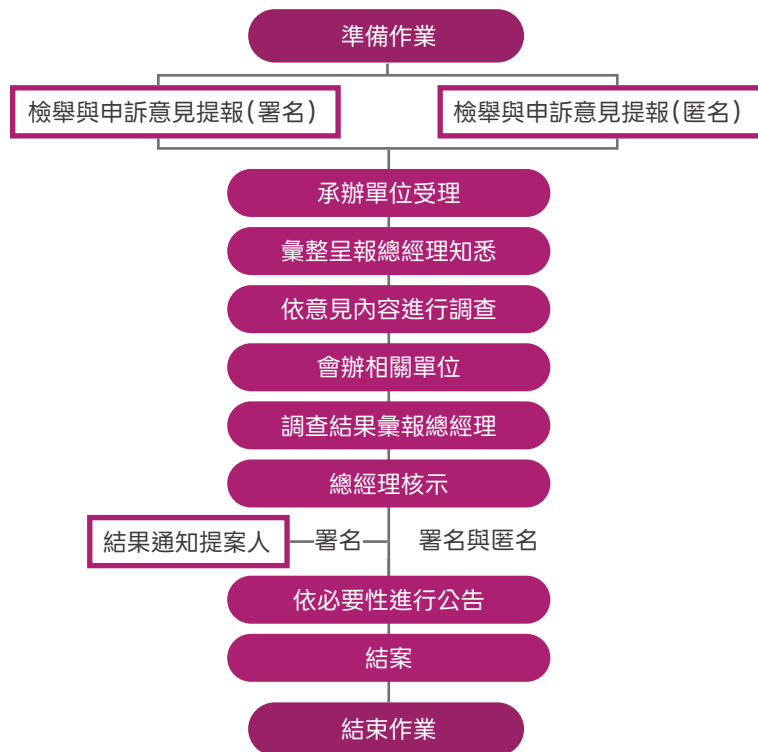 準備作業
檢舉與申訴意見提報(署名)
檢舉與申訴意見提報(匿名)
承辦單位受理
彙整呈報總經理知悉
依意見內容進行調查
會辦相關單位
調查結果彙報總經理
總經理核示
結果通知提案人
署名
署名與匿名
依必要性進行公告
結案
結束作業